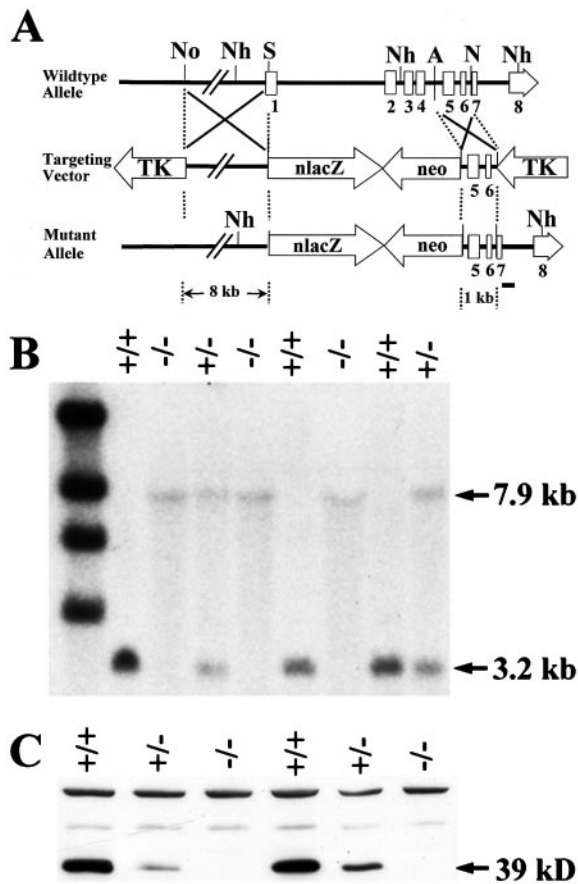 A
No Nh S Nh A N Nh
Wildtype Allele
1 2 3 4 5 6 7 8
Targeting Vector
TK nlacZ neo TK
5 6
Mutant Allele
Nh nlacZ neo Nh
5 6 7 8
8 kb 1 kb
B
+/+ -/- +/- -/- +/+ -/- +/+ +/-
7.9 kb
3.2 kb
C
+/+ +/- -/- +/+ +/- -/-
39 kD